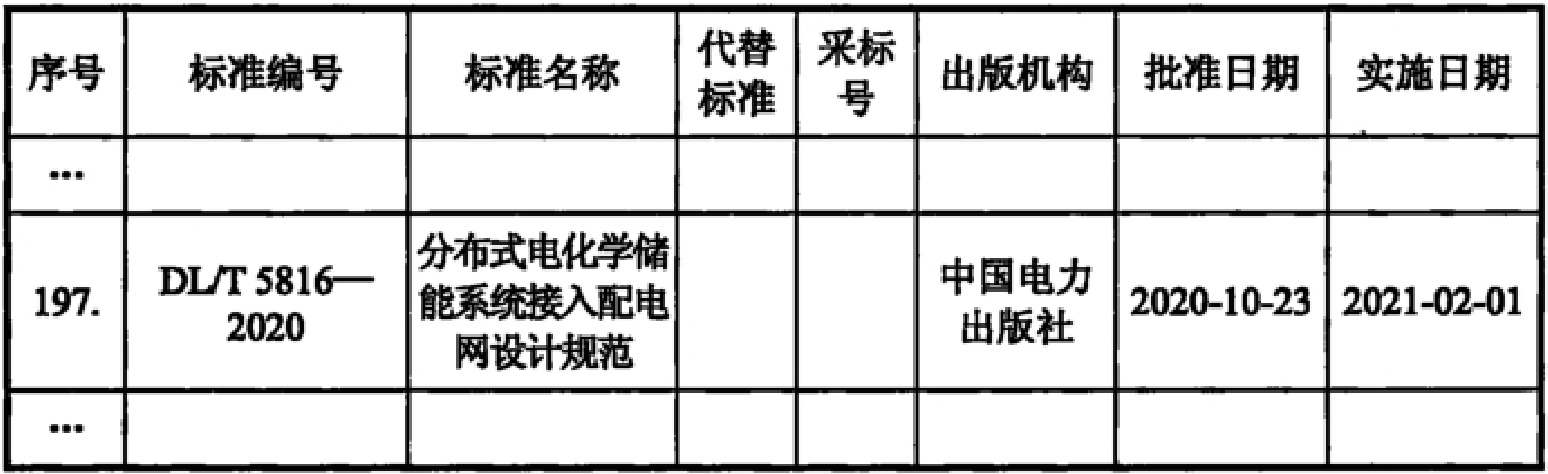 序号 标准编号 标准名称 代替标准 采标号 出版机构 批准日期 实施日期
...
197. DL/T 5816—2020 分布式电化学储能系统接入配电网设计规范 中国电力出版社 2020-10-23 2021-02-01
...